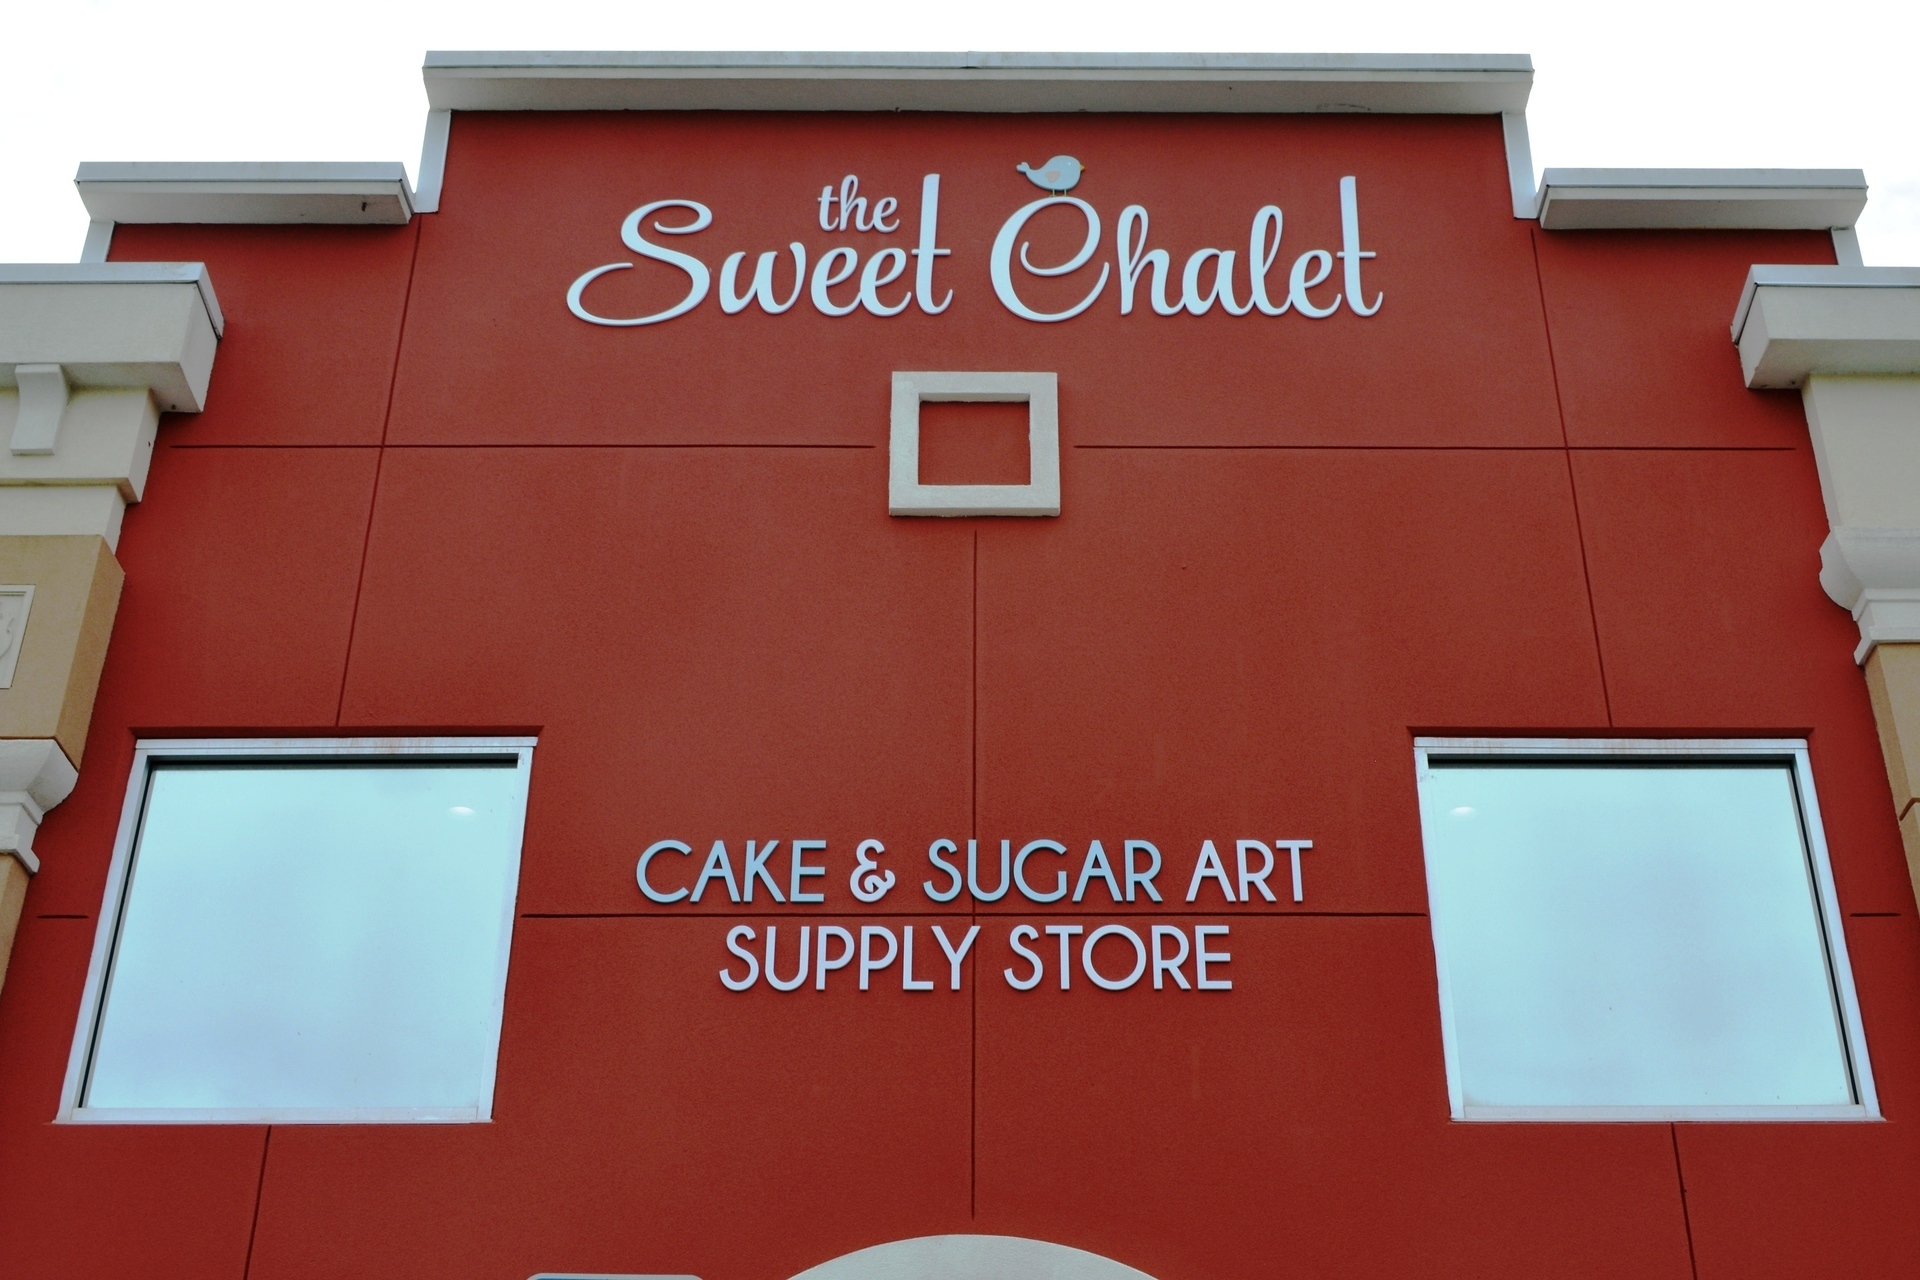 the
Sweet Chalet
CAKE & SUGAR ART
SUPPLY STORE